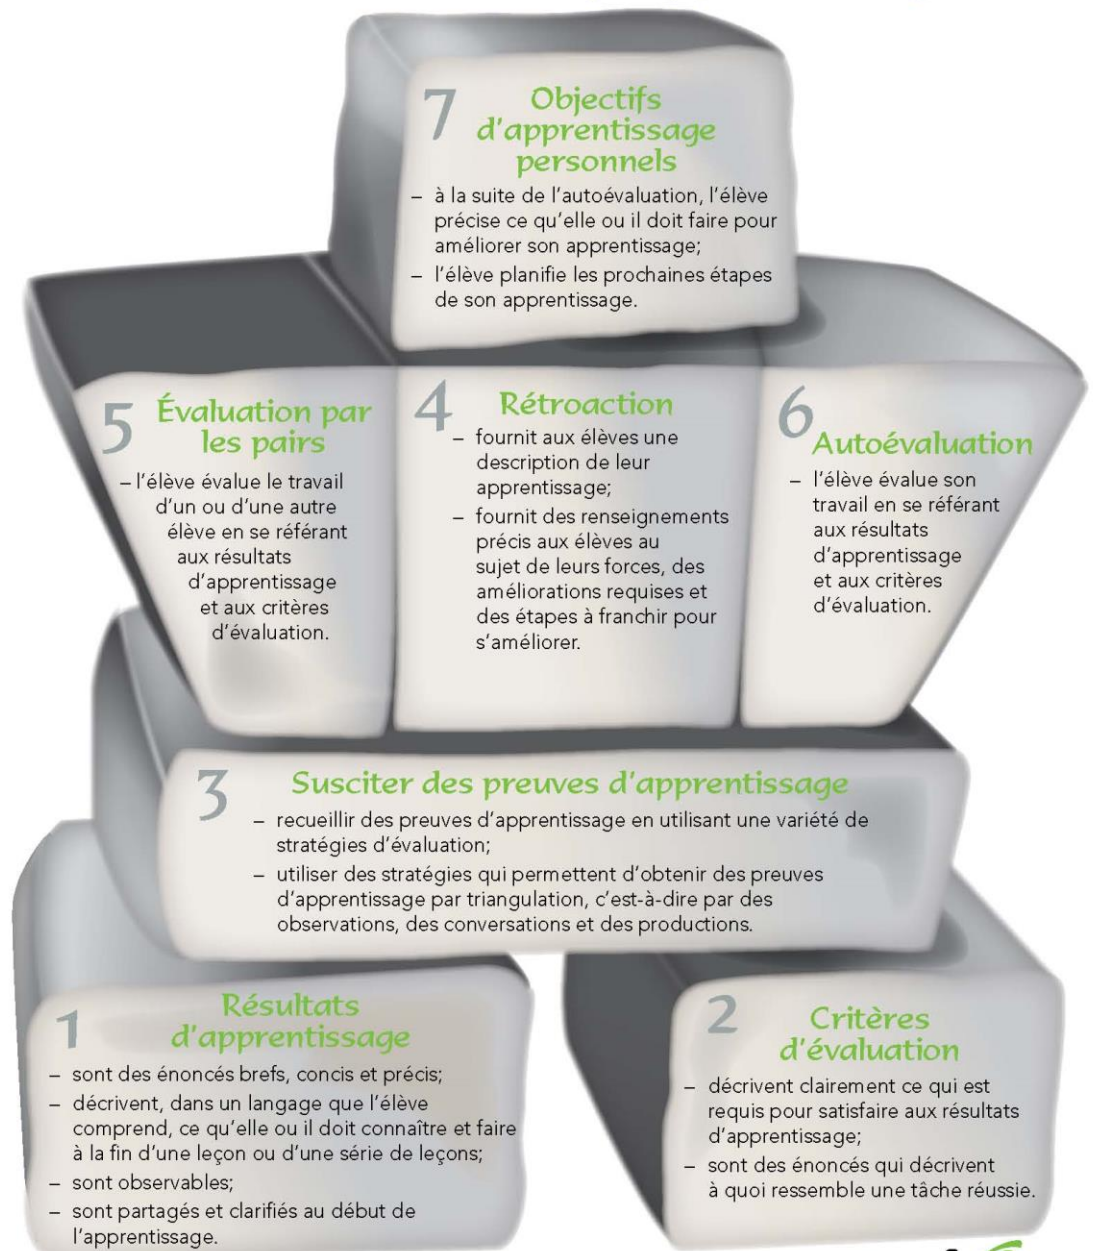 7
Objectifs
d'apprentissage
personnels
– à la suite de l'autoévaluation, l'élève
précise ce qu'elle ou il doit faire pour
améliorer son apprentissage;
– l'élève planifie les prochaines étapes
de son apprentissage.
5
Évaluation par
les pairs
– l'élève évalue le travail
d'un ou d'une autre
élève en se référant
aux résultats
d'apprentissage
et aux critères
d'évaluation.
4
Rétroaction
– fournit aux élèves une
description de leur
apprentissage;
– fournit des renseignements
précis aux élèves au
sujet de leurs forces, des
améliorations requises et
des étapes à franchir pour
s'améliorer.
6
Autoévaluation
– l'élève évalue son
travail en se référant
aux résultats
d'apprentissage
et aux critères
d'évaluation.
3
Susciter des preuves d'apprentissage
– recueillir des preuves d'apprentissage en utilisant une variété de
stratégies d'évaluation;
– utiliser des stratégies qui permettent d'obtenir des preuves
d'apprentissage par triangulation, c'est-à-dire par des
observations, des conversations et des productions.
1
Résultats
d'apprentissage
– sont des énoncés brefs, concis et précis;
– décrivent, dans un langage que l'élève
comprend, ce qu'elle ou il doit connaître et faire
à la fin d'une leçon ou d'une série de leçons;
– sont observables;
– sont partagés et clarifiés au début de
l'apprentissage.
2
Critères
d'évaluation
– décrivent clairement ce qui est
requis pour satisfaire aux résultats
d'apprentissage;
– sont des énoncés qui décrivent
à quoi ressemble une tâche réussie.